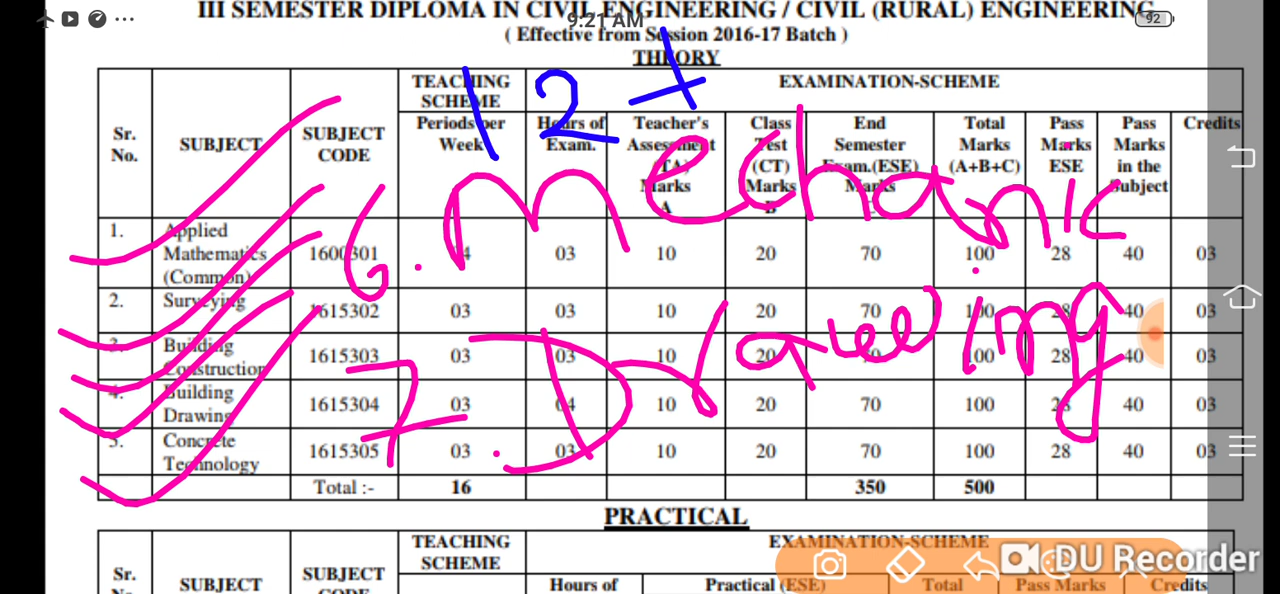 III SEMESTER DIPLOMA IN CIVIL ENGINEERING / CIVIL (RURAL) ENGINEERING
9:21 AM
92
( Effective from Session 2016-17 Batch )
THEORY
12 +
Sr. No. SUBJECT SUBJECT CODE TEACHING SCHEME EXAMINATION-SCHEME
Periods per Week Hours of Exam. Teacher's Assessment (TA) Marks A Class Test (CT) Marks B End Semester Exam.(ESE) Marks C Total Marks (A+B+C) Pass Marks ESE Pass Marks in the Subject Credits
1. Applied Mathematics (Common) 1600301 04 03 10 20 70 100 28 40 03
2. Surveying 1615302 03 03 10 20 70 100 28 40 03
3. Building Construction 1615303 03 03 10 20 70 100 28 40 03
4. Building Drawing 1615304 03 04 10 20 70 100 28 40 03
5. Concrete Technology 1615305 03 03 10 20 70 100 28 40 03
Total :- 16 350 500
6. Mechanic
7. Draweeing
PRACTICAL
Sr. No. SUBJECT SUBJECT CODE TEACHING SCHEME EXAMINATION-SCHEME
Hours of Practical (ESE) Total Pass Marks Credits
DU Recorder